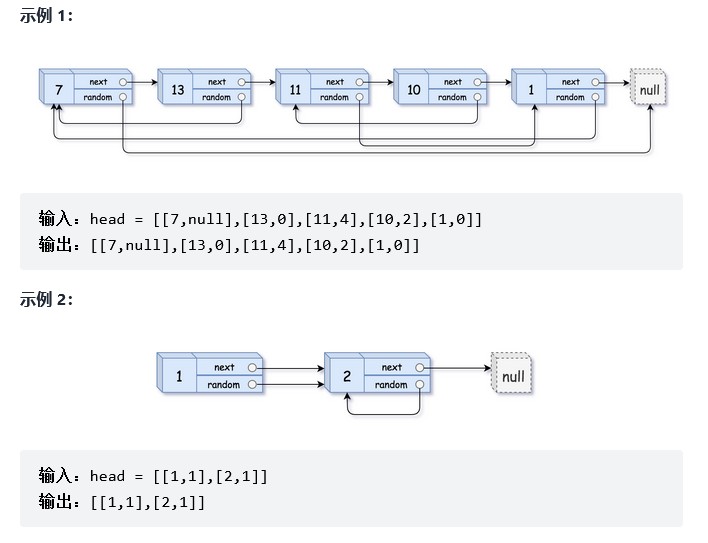 示例 1：
next next next next next
7 13 11 10 1 null
random random random random random
输入：head = [[7,null],[13,0],[11,4],[10,2],[1,0]]
输出：[[7,null],[13,0],[11,4],[10,2],[1,0]]
示例 2：
next next
1 2 null
random random
输入：head = [[1,1],[2,1]]
输出：[[1,1],[2,1]]